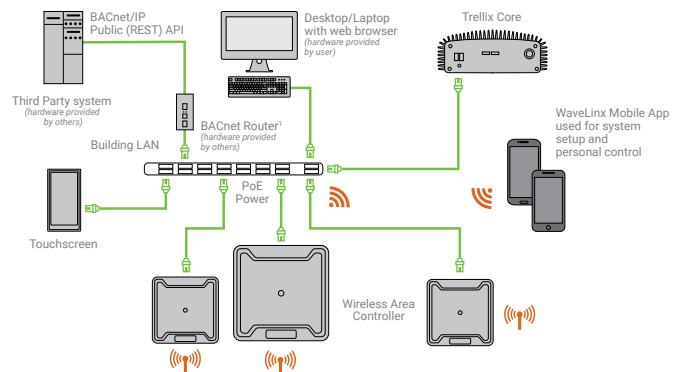 BACnet/IP
Public (REST) API
Desktop/Laptop
with web browser
(hardware provided
by user)
Trellix Core
Third Party system
(hardware provided
by others)
BACnet Router1
(hardware provided
by others)
Building LAN
WaveLinx Mobile App
used for system
setup and
personal control
PoE
Power
Touchscreen
Wireless Area
Controller